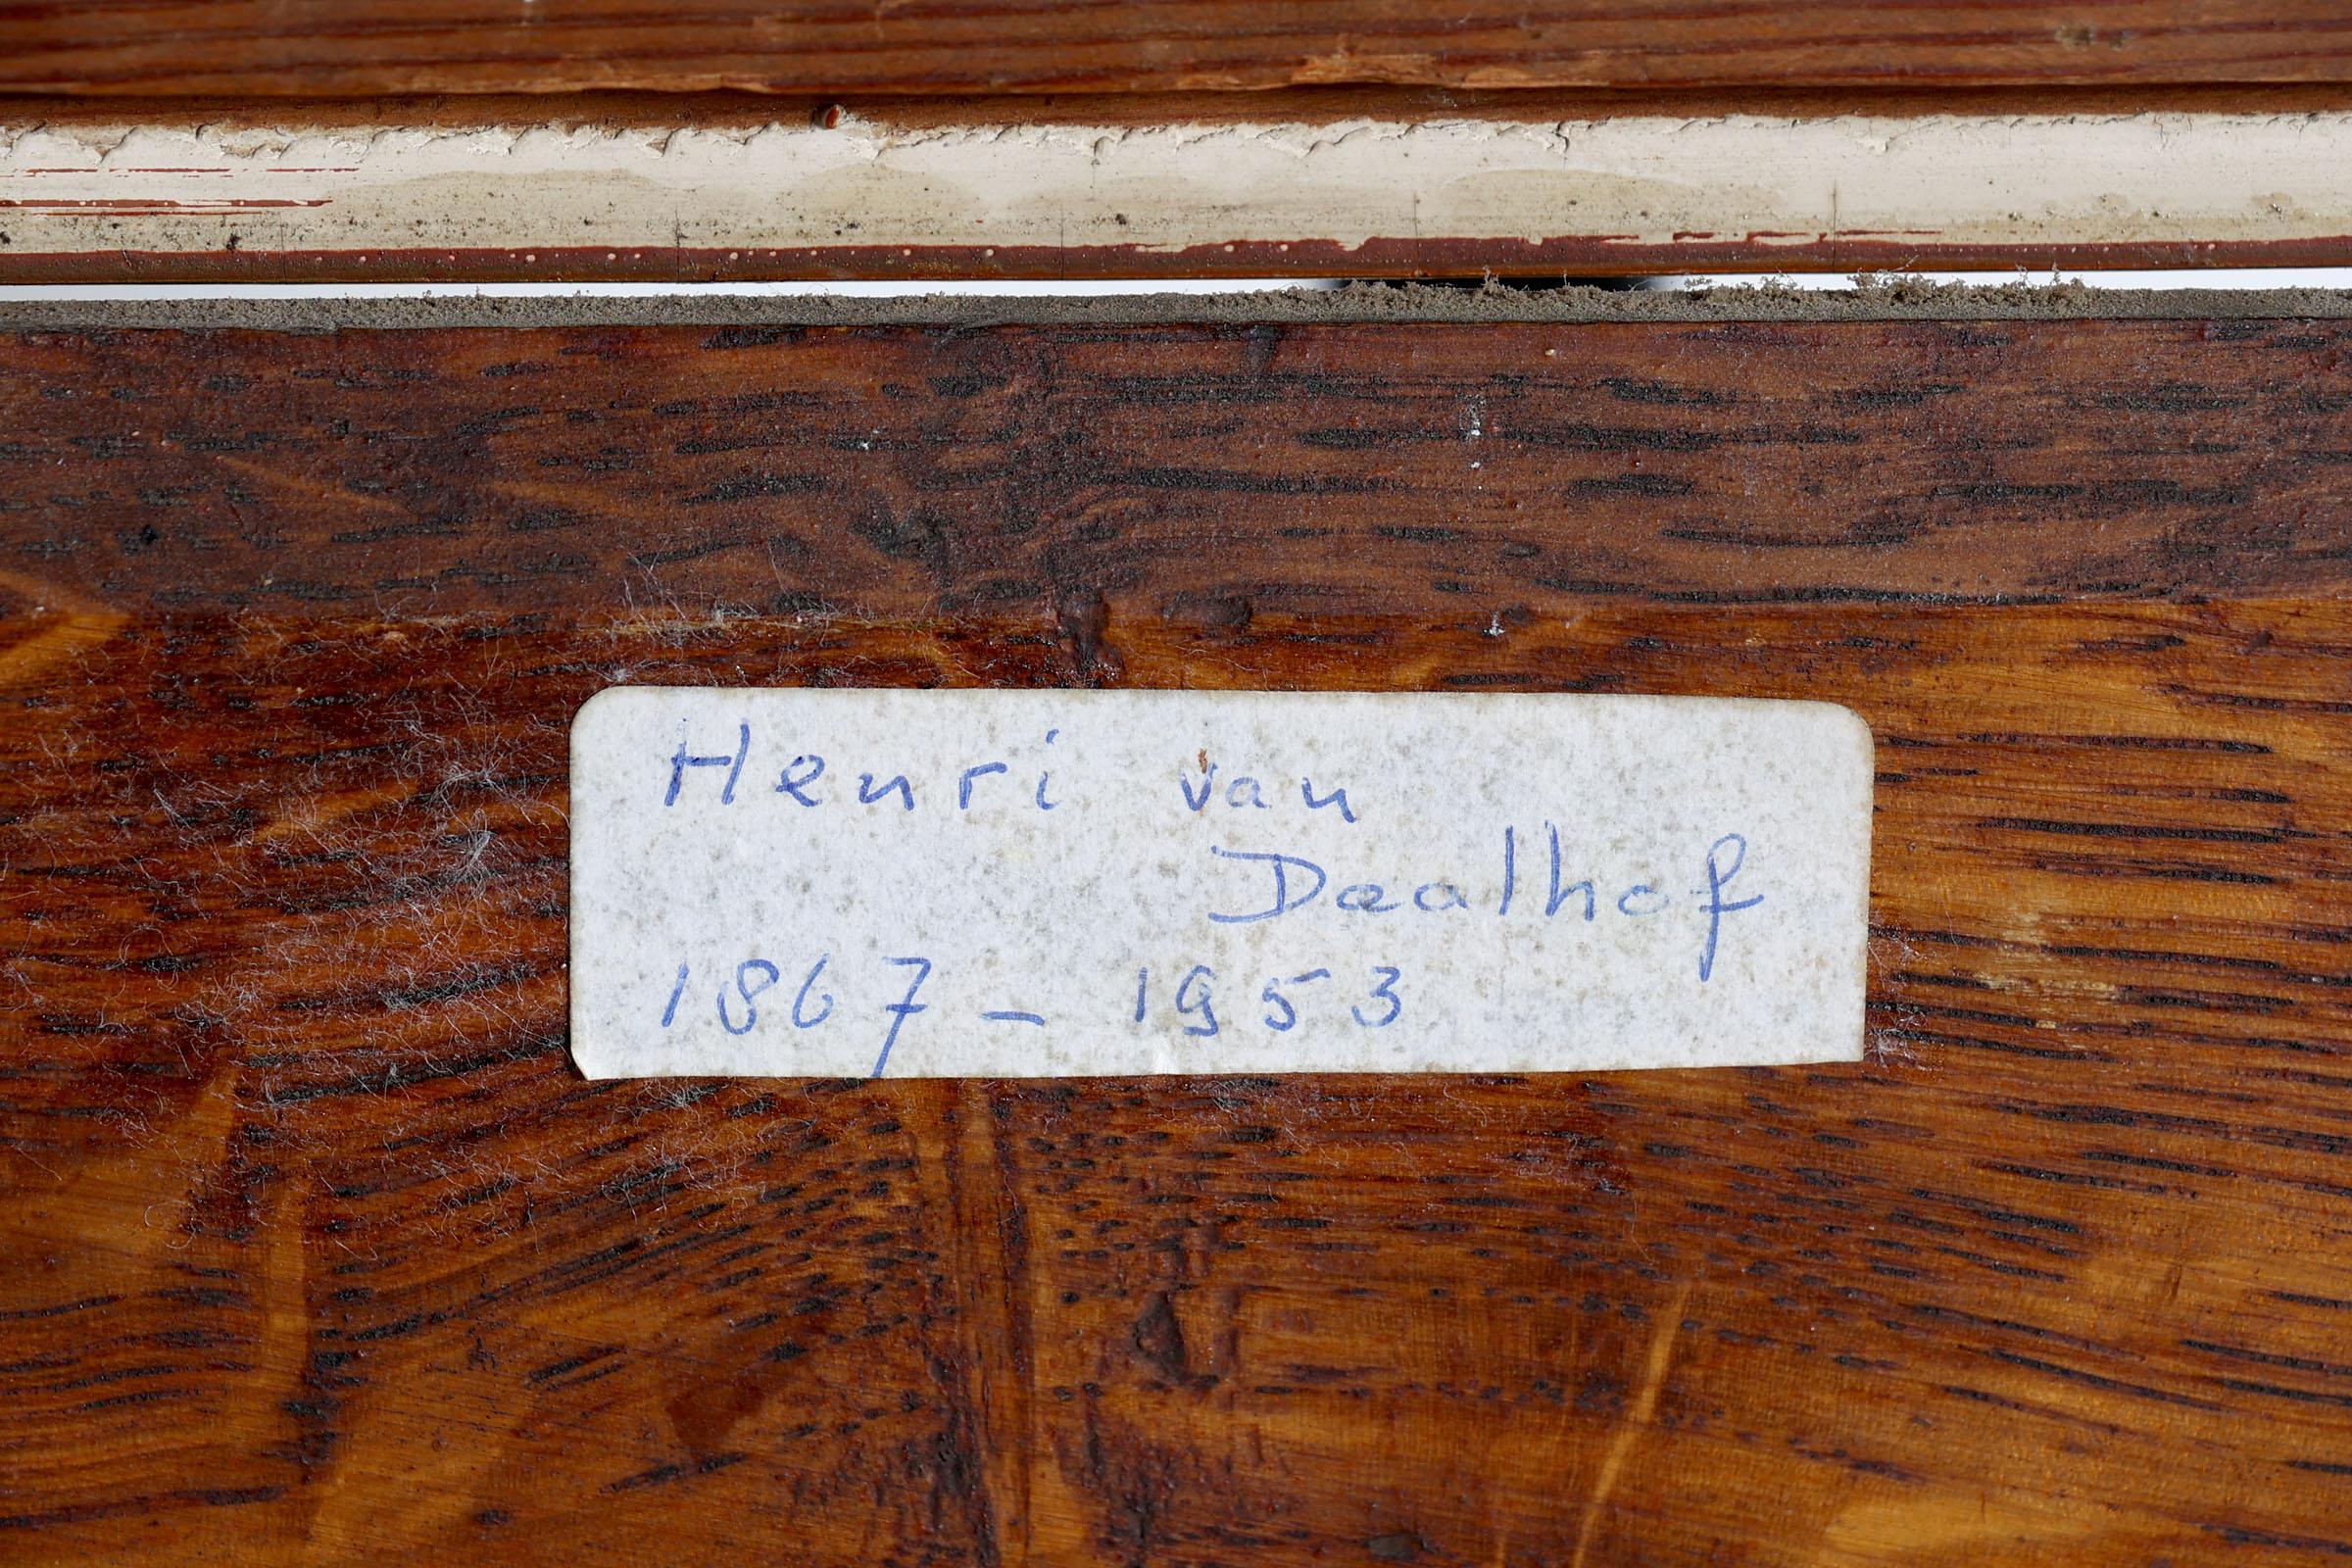 Henri van
Daalhof
1867 - 1953